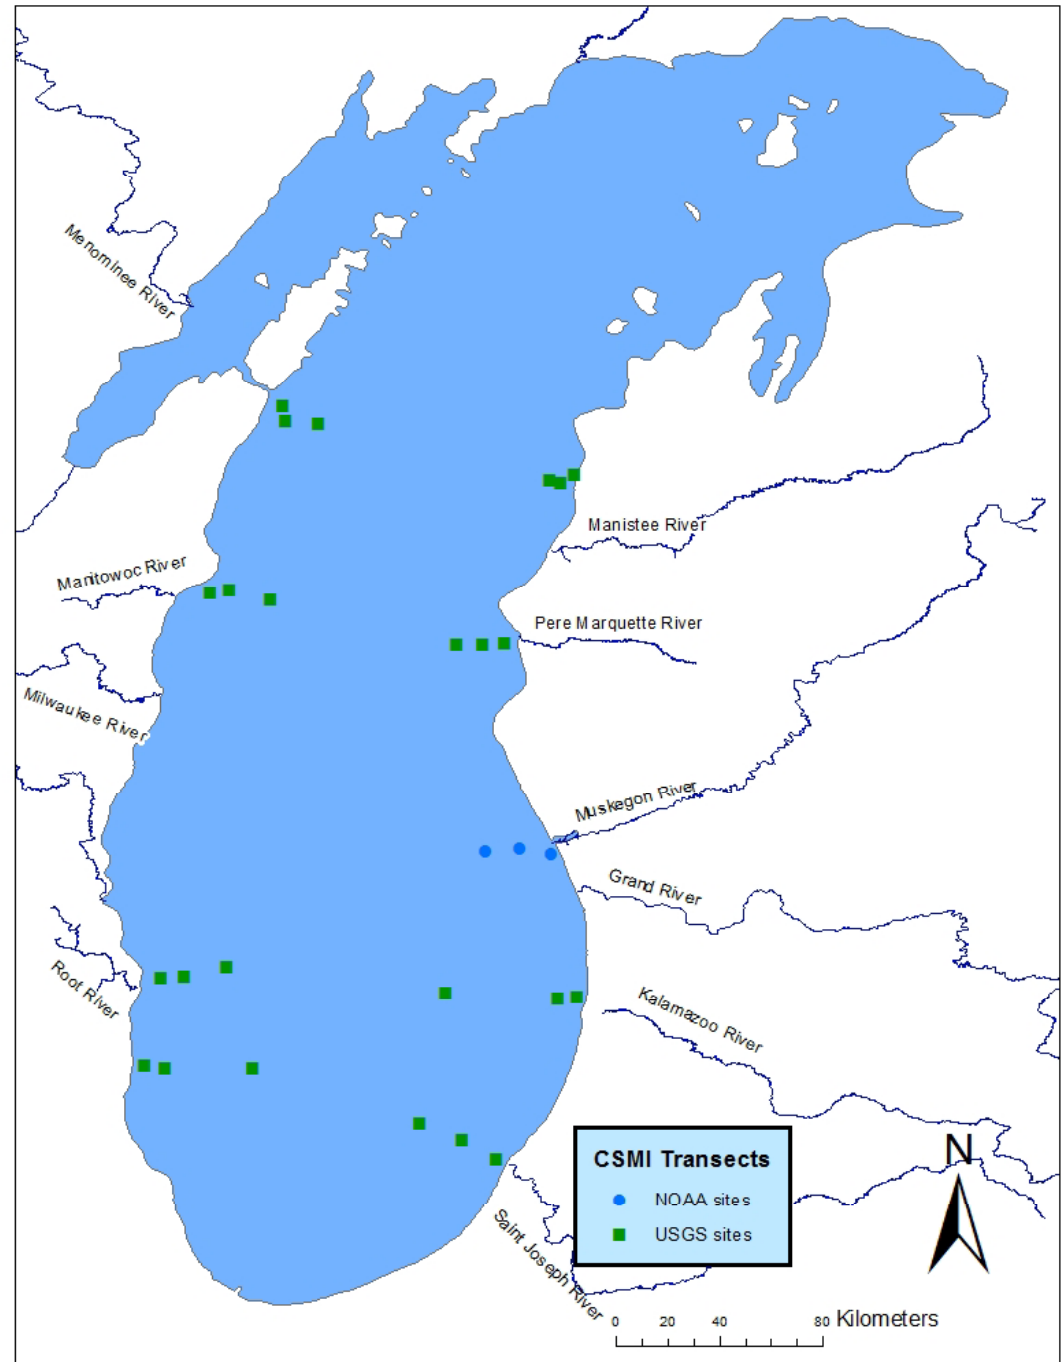 Menominee River
Manistee River
Manitowoc River
Pere Marquette River
Milwaukee River
Muskegon River
Grand River
Root River
Kalamazoo River
CSMI Transects
NOAA sites
USGS sites
N
Saint Joseph River
0 20 40 80 Kilometers